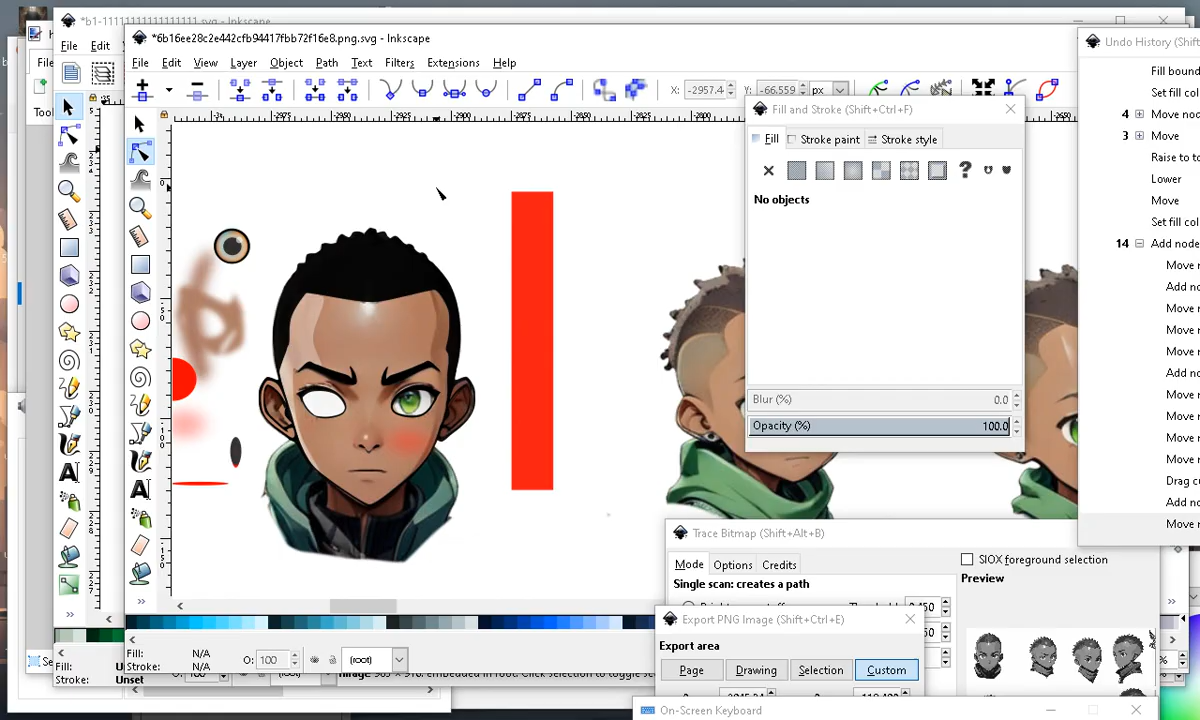 *b1-11111111111111111.svg - Inkscape
*6b16ee28c2e442cfb94417fbb72f16e8.png.svg - Inkscape
Undo History (Shift
File Edit
File Edit View Layer Object Path Text Filters Extensions Help
X: -2957.4 Y: -66.559 px
Fill and Stroke (Shift+Ctrl+F)
Fill Stroke paint Stroke style
No objects
Blur (%) 0.0
Opacity (%) 100.0
Tool
Fill bound
Set fill col
4 Move nod
3 Move
Raise to to
Lower
Move
Set fill col
14 Add node
Move n
Add no
Move n
Move n
Move n
Add no
Move n
Move n
Move n
Move n
Drag cu
Add no
Move n
Trace Bitmap (Shift+Alt+B)
Mode Options Credits
SIOX foreground selection
Single scan: creates a path
Preview
Export PNG Image (Shift+Ctrl+E)
Export area
Page Drawing Selection Custom
Fill: N/A
Stroke: N/A
O: 100
(root)
Fill:
Stroke: Unset
On-Screen Keyboard